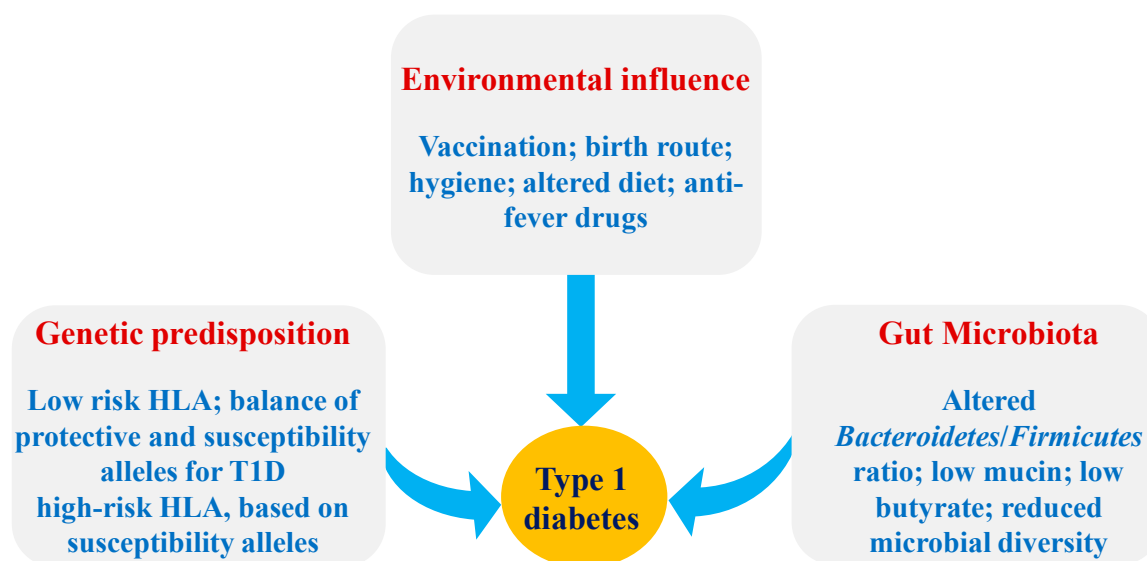 Environmental influence
Vaccination; birth route;
hygiene; altered diet; anti-
fever drugs
Genetic predisposition
Low risk HLA; balance of
protective and susceptibility
alleles for T1D
high-risk HLA, based on
susceptibility alleles
Type 1
diabetes
Gut Microbiota
Altered
Bacteroidetes/Firmicutes
ratio; low mucin; low
butyrate; reduced
microbial diversity